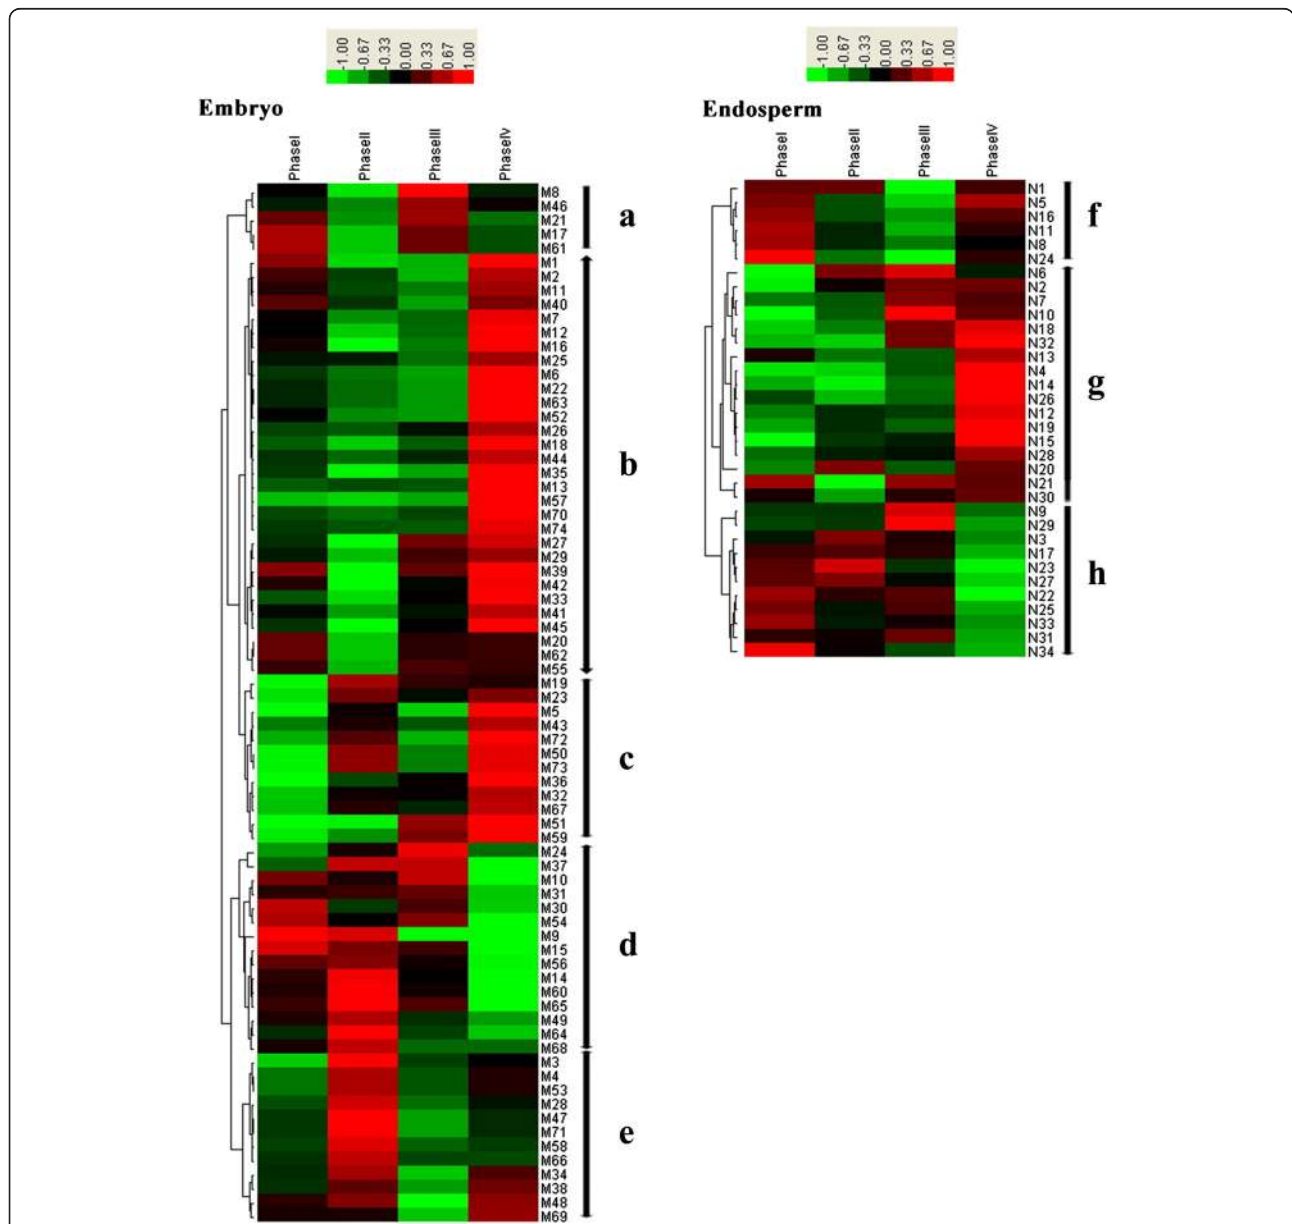 -1.00
-0.67
-0.33
0.00
0.33
0.67
1.00
Embryo
PhaseI
PhaseII
PhaseIII
PhaseIV
M8
M46
M21
M17
M61
a
M1
M2
M11
M40
M7
M12
M16
M25
M6
M22
M63
M52
M26
M18
M44
M35
M13
M57
M70
M74
M27
M29
M39
M42
M33
M41
M45
M20
M62
M55
b
M19
M23
M5
M43
M72
M50
M73
M36
M32
M67
M51
M59
c
M24
M37
M10
M31
M30
M54
M9
M15
M56
M14
M60
M65
M49
M64
M68
d
M3
M4
M53
M28
M47
M71
M58
M66
M34
M38
M48
M69
e
-1.00
-0.67
-0.33
0.00
0.33
0.67
1.00
Endosperm
PhaseI
PhaseII
PhaseIII
PhaseIV
N1
N5
N16
N11
N8
N24
f
N6
N2
N7
N10
N18
N32
N13
N4
N14
N26
N12
N19
N15
N28
N20
N21
N30
g
N9
N29
N3
N17
N23
N27
N22
N25
N33
N31
N34
h